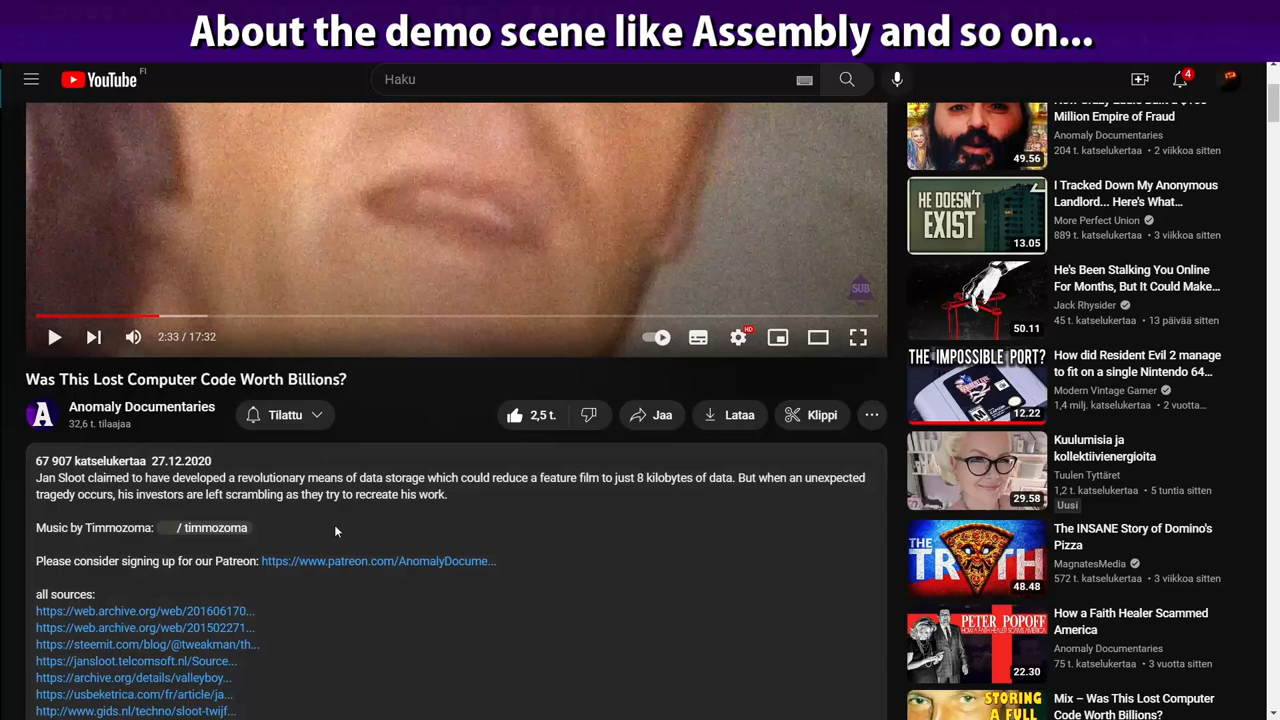 About the demo scene like Assembly and so on...
YouTube FI
Haku
4
2:33 / 17:32
HD
SUB
Was This Lost Computer Code Worth Billions?
Anomaly Documentaries
32,6 t. tilaajaa
Tilattu
2,5 t.
Jaa
Lataa
Klippi
67 907 katselukertaa 27.12.2020
Jan Sloot claimed to have developed a revolutionary means of data storage which could reduce a feature film to just 8 kilobytes of data. But when an unexpected
tragedy occurs, his investors are left scrambling as they try to recreate his work.
Music by Timmozoma: / timmozoma
Please consider signing up for our Patreon: https://www.patreon.com/AnomalyDocume...
all sources:
https://web.archive.org/web/201606170...
https://web.archive.org/web/201502271...
https://steemit.com/blog/@tweakman/th...
https://jansloot.telcomsoft.nl/Source...
https://archive.org/details/valleyboy...
https://usbeketrica.com/fr/article/ja...
http://www.gids.nl/techno/sloot-twijf...
Million Empire of Fraud
Anomaly Documentaries
204 t. katselukertaa • 2 viikkoa sitten
49.56
HE DOESN'T
EXIST
13.05
I Tracked Down My Anonymous
Landlord... Here's What...
More Perfect Union
889 t. katselukertaa • 3 viikkoa sitten
50.11
He's Been Stalking You Online
For Months, But It Could Make...
Jack Rhysider
45 t. katselukertaa • 13 päivää sitten
THE IMPOSSIBLE PORT?
12.22
How did Resident Evil 2 manage
to fit on a single Nintendo 64...
Modern Vintage Gamer
1,4 milj. katselukertaa • 2 vuotta...
29.58
Kuulumisia ja
kollektiivienergioita
Tuulen Tyttäret
1,2 t. katselukertaa • 5 tuntia sitten
Uusi
THE
TRUTH
48.48
The INSANE Story of Domino's
Pizza
MagnatesMedia
572 t. katselukertaa • 3 viikkoa sitten
PETER POPOFF
HOW A FAITH HEALER SCAMS AMERICA
22.30
How a Faith Healer Scammed
America
Anomaly Documentaries
75 t. katselukertaa • 3 vuotta sitten
STORING
A FULL
Mix – Was This Lost Computer
Code Worth Billions?